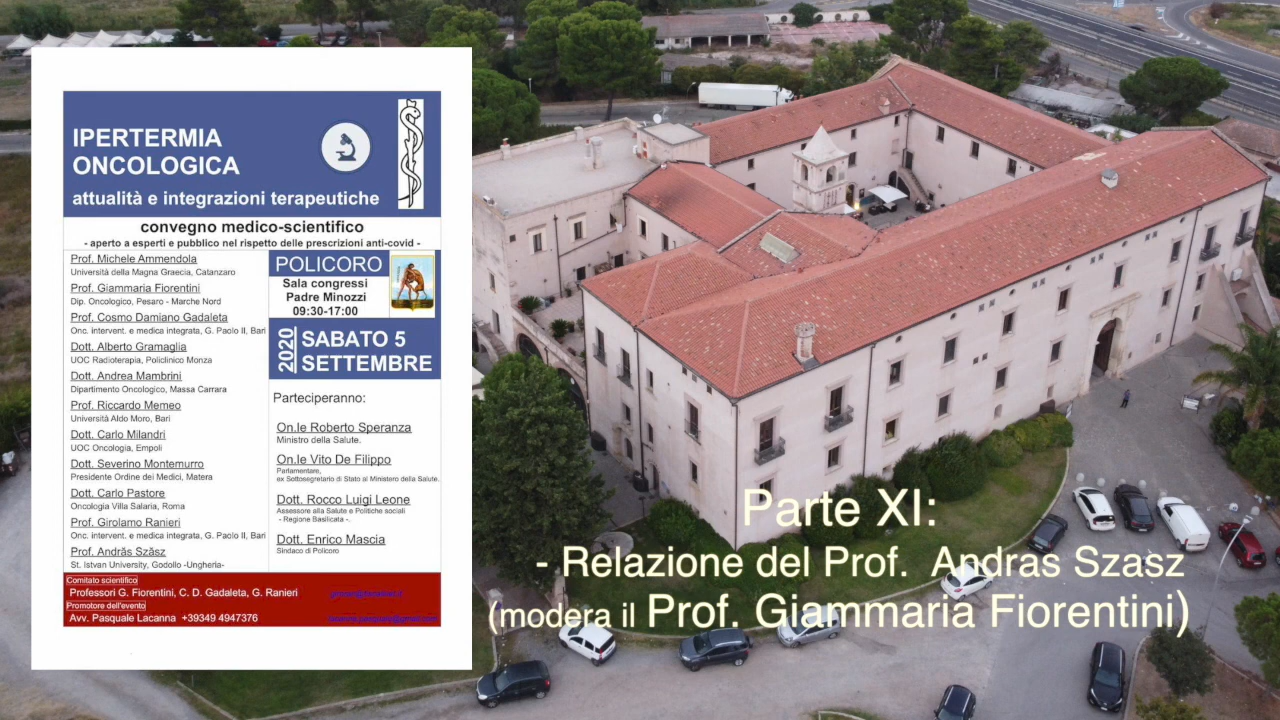 IPERTERMIA
ONCOLOGICA
attualità e integrazioni terapeutiche
convegno medico-scientifico
- aperto a esperti e pubblico nel rispetto delle prescrizioni anti-covid -
Prof. Michele Ammendola
Università della Magna Graecia, Catanzaro
Prof. Giammaria Fiorentini
Dip. Oncologico, Pesaro - Marche Nord
Prof. Cosmo Damiano Gadaleta
Onc. intervent. e medica integrata, G. Paolo II, Bari
Dott. Alberto Gramaglia
UOC Radioterapia, Policlinico Monza
Dott. Andrea Mambrini
Dipartimento Oncologico, Massa Carrara
Prof. Riccardo Memeo
Università Aldo Moro, Bari
Dott. Carlo Milandri
UOC Oncologia, Empoli
Dott. Severino Montemurro
Presidente Ordine dei Medici, Matera
Dott. Carlo Pastore
Oncologia Villa Salaria, Roma
Prof. Girolamo Ranieri
Onc. intervent. e medica integrata, G. Paolo II, Bari
Prof. Andrăs Szăsz
St. Istvan University, Godollo -Ungheria-
POLICORO
Sala congressi
Padre Minozzi
09:30-17:00
2020
SABATO 5
SETTEMBRE
Parteciperanno:
On.le Roberto Speranza
Ministro della Salute.
On.le Vito De Filippo
Parlamentare,
ex Sottosegretario di Stato al Ministero della Salute.
Dott. Rocco Luigi Leone
Assessore alla Salute e Politiche sociali
- Regione Basilicata -.
Dott. Enrico Mascia
Sindaco di Policoro
Comitato scientifico
Professori G. Fiorentini, C. D. Gadaleta, G. Ranieri
Promotore dell'evento
Avv. Pasquale Lacanna +39349 4947376
Parte XI:
- Relazione del Prof. Andras Szasz
(modera il Prof. Giammaria Fiorentini)